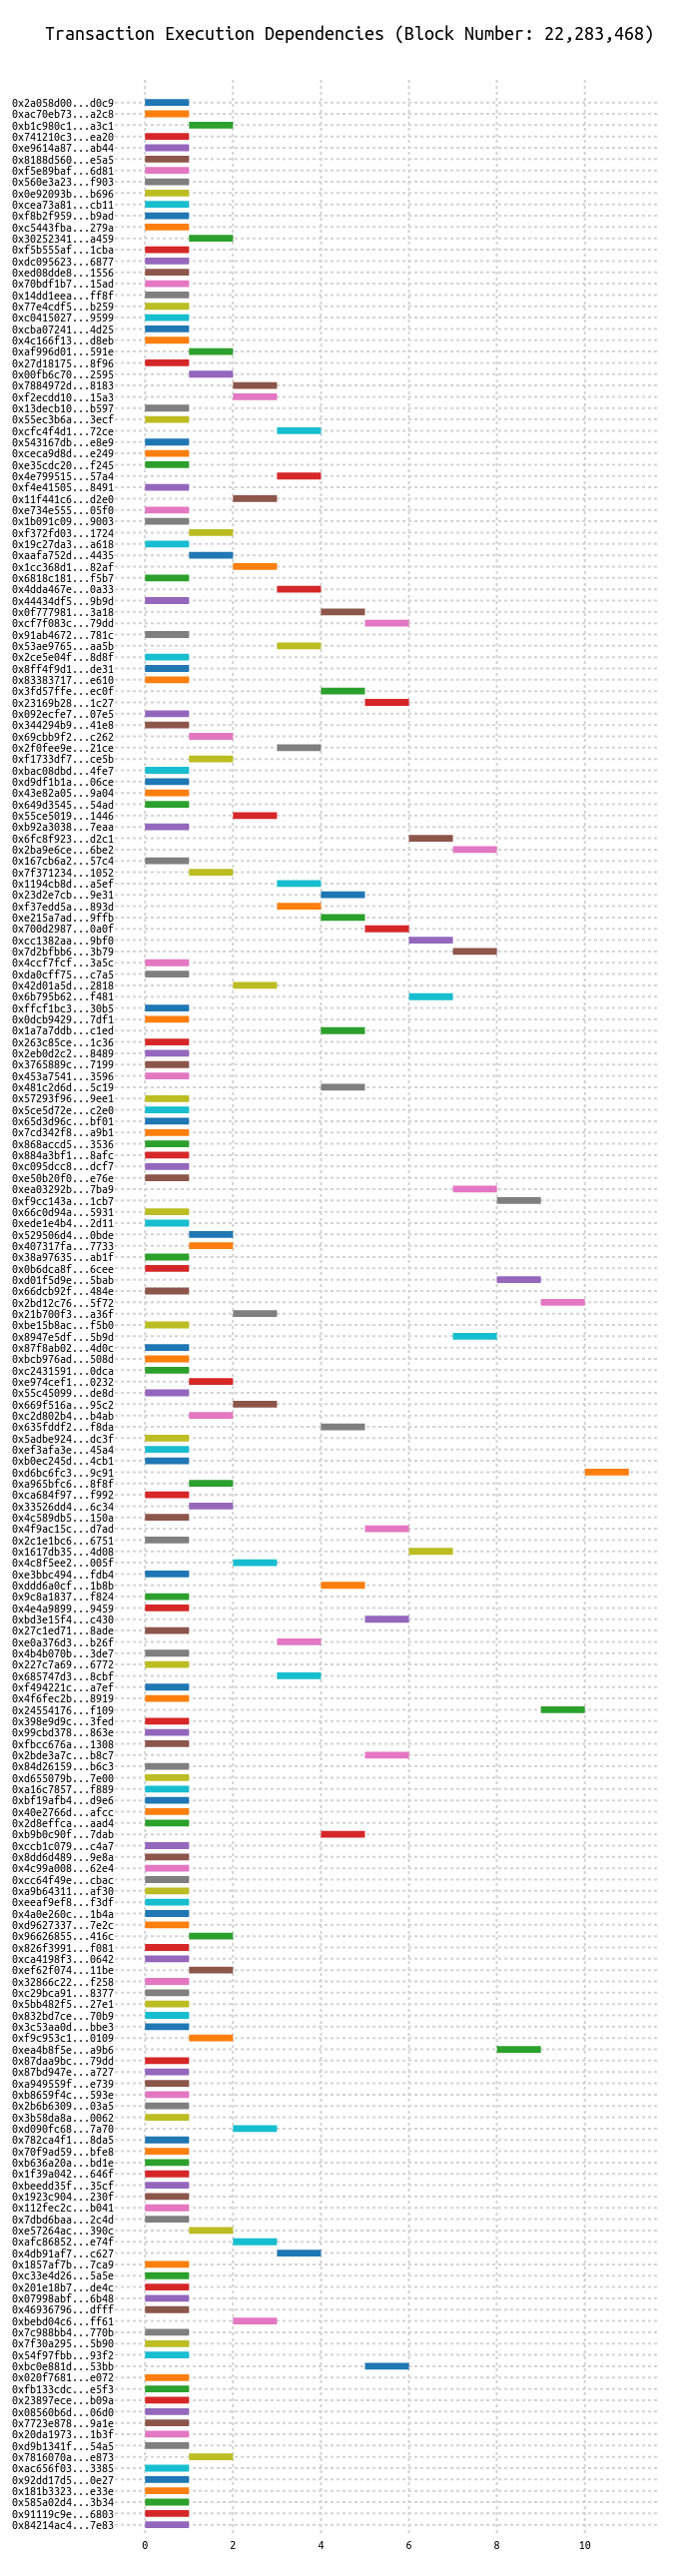 Transaction Execution Dependencies (Block Number: 22,283,468)
0x2a058d00...d0c9
0xac70eb73...a2c8
0xb1c980c1...a3c1
0x741210c3...ea20
0xe9614a87...ab44
0x8188d560...e5a5
0xf5e89baf...6d81
0x560e3a23...f903
0x0e92093b...b696
0xcea73a81...cb11
0xf8b2f959...b9ad
0xc5443fba...279a
0x30252341...a459
0xf5b555af...1cba
0xdc095623...6877
0xed08dde8...1556
0x70bdf1b7...15ad
0x14dd1eea...ff8f
0x77e4cdf5...b259
0xc0415027...9599
0xcba07241...4d25
0x4c166f13...d8eb
0xaf996d01...591e
0x27d18175...8f96
0x00fb6c70...2595
0x7884972d...8183
0xf2ecdd10...15a3
0x13decb10...b597
0x55ec3b6a...3ecf
0xcfc4f4d1...72ce
0x543167db...e8e9
0xceca9d8d...e249
0xe35cdc20...f245
0x4e799515...57a4
0xf4e41505...8491
0x11f441c6...d2e0
0xe734e555...05f0
0x1b091c09...9003
0xf372fd03...1724
0x19c27da3...a618
0xaafa752d...4435
0x1cc368d1...82af
0x6818c181...f5b7
0x4dda467e...0a33
0x44434df5...9b9d
0x0f777981...3a18
0xcf7f083c...79dd
0x91ab4672...781c
0x53ae9765...aa5b
0x2ce5e04f...8d8f
0x8ff4f9d1...de31
0x83383717...e610
0x3fd57ffe...ec0f
0x23169b28...1c27
0x092ecfe7...07e5
0x344294b9...41e8
0x69cbb9f2...c262
0x2f0fee9e...21ce
0xf1733df7...ce5b
0xbac08dbd...4fe7
0xd9df1b1a...06ce
0x43e82a05...9a04
0x649d3545...54ad
0x55ce5019...1446
0xb92a3038...7eaa
0x6fc8f923...d2c1
0x2ba9e6ce...6be2
0x167cb6a2...57c4
0x7f371234...1052
0x1194cb8d...a5ef
0x23d2e7cb...9e31
0xf37edd5a...893d
0xe215a7ad...9ffb
0x700d2987...0a0f
0xcc1382aa...9bf0
0x7d2bfbb6...3b79
0x4ccf7fcf...3a5c
0xda0cff75...c7a5
0x42d01a5d...2818
0x6b795b62...f481
0xffcf1bc3...30b5
0x0dcb9429...7df1
0x1a7a7ddb...c1ed
0x263c85ce...1c36
0x2eb0d2c2...8489
0x3765889c...7199
0x453a7541...3596
0x481c2d6d...5c19
0x57293f96...9ee1
0x5ce5d72e...c2e0
0x65d3d96c...bf01
0x7cd342f8...a9b1
0x868accd5...3536
0x884a3bf1...8afc
0xc095dcc8...dcf7
0xe50b20f0...e76e
0xea03292b...7ba9
0xf9cc143a...1cb7
0x66c0d94a...5931
0xede1e4b4...2d11
0x529506d4...0bde
0x407317fa...7733
0x38a97635...ab1f
0x0b6dca8f...6cee
0xd01f5d9e...5bab
0x66dcb92f...484e
0x2bd12c76...5f72
0x21b700f3...a36f
0xbe15b8ac...f5b0
0x8947e5df...5b9d
0x87f8ab02...4d0c
0xbcb976ad...508d
0xc2431591...0dca
0xe974cef1...0232
0x55c45099...de8d
0x669f516a...95c2
0xc2d802b4...b4ab
0x635fddf2...f8da
0x5adbe924...dc3f
0xef3afa3e...45a4
0xb0ec245d...4cb1
0xd6bc6fc3...9c91
0xa965bfc6...8f8f
0xca684f97...f992
0x33526dd4...6c34
0x4c589db5...150a
0x4f9ac15c...d7ad
0x2c1e1bc6...6751
0x1617db35...4d08
0x4c8f5ee2...005f
0xe3bbc494...fdb4
0xddd6a0cf...1b8b
0x9c8a1837...f824
0x4e4a9899...9459
0xbd3e15f4...c430
0x27c1ed71...8ade
0xe0a376d3...b26f
0x4b4b070b...3de7
0x227c7a69...6772
0x685747d3...8cbf
0xf494221c...a7ef
0x4f6fec2b...8919
0x24554176...f109
0x398e9d9c...3fed
0x99cbd378...863e
0xfbcc676a...1308
0x2bde3a7c...b8c7
0x84d26159...b6c3
0xd655079b...7e00
0xa16c7857...f889
0xbf19afb4...d9e6
0x40e2766d...afcc
0x2d8effca...aad4
0xb9b0c90f...7dab
0xccb1c079...c4a7
0x8dd6d489...9e8a
0x4c99a008...62e4
0xcc64f49e...cbac
0xa9b64311...af30
0xeeaf9ef8...f3df
0x4a0e260c...1b4a
0xd9627337...7e2c
0x96626855...416c
0x826f3991...f081
0xca4198f3...0642
0xef62f074...11be
0x32866c22...f258
0xc29bca91...8377
0x5bb482f5...27e1
0x832bd7ce...70b9
0x3c53aa0d...bbe3
0xf9c953c1...0109
0xea4b8f5e...a9b6
0x87daa9bc...79dd
0x87bd947e...a727
0xa949559f...e739
0xb8659f4c...593e
0x2b6b6309...03a5
0x3b58da8a...0062
0xd090fc68...7a70
0x782ca4f1...8da5
0x70f9ad59...bfe8
0xb636a20a...bd1e
0x1f39a042...646f
0xbeedd35f...35cf
0x1923c904...230f
0x112fec2c...b041
0x7dbd6baa...2c4d
0xe57264ac...390c
0xafc86852...e74f
0x4db91af7...c627
0x1857af7b...7ca9
0xc33e4d26...5a5e
0x201e18b7...de4c
0x07998abf...6b48
0x46936796...dfff
0xbebd04c6...ff61
0x7c988bb4...770b
0x7f30a295...5b90
0x54f97fbb...93f2
0xbc0e881d...53bb
0x020f7681...e072
0xfb133cdc...e5f3
0x23897ece...b09a
0x08560b6d...06d0
0x7723e878...9a1e
0x20da1973...1b3f
0xd9b1341f...54a5
0x7816070a...e873
0xac656f03...3385
0x92dd17d5...0e27
0x181b3323...e33e
0x585a02d4...3b34
0x91119c9e...6803
0x84214ac4...7e83
0 2 4 6 8 10